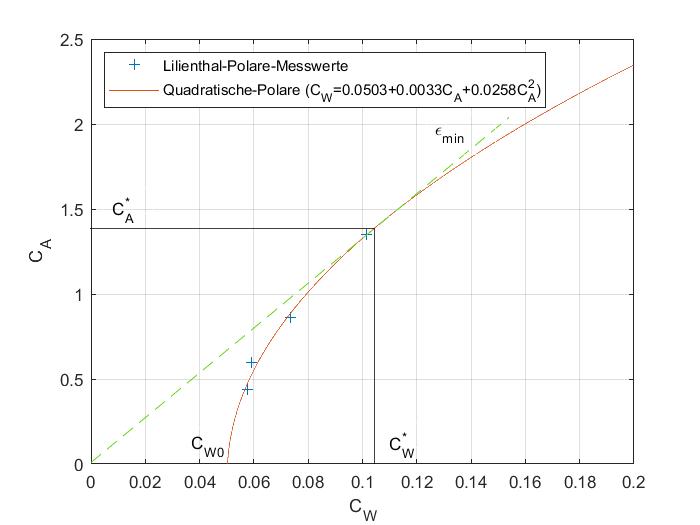 2.5
Lilienthal-Polare-Messwerte
Quadratische-Polare (C_W=0.0503+0.0033C_A+0.0258C_A^2)
2
ϵ_min
1.5
C_A^*
C_A
1
0.5
C_W0
C_W^*
0
0 0.02 0.04 0.06 0.08 0.1 0.12 0.14 0.16 0.18 0.2
C_W